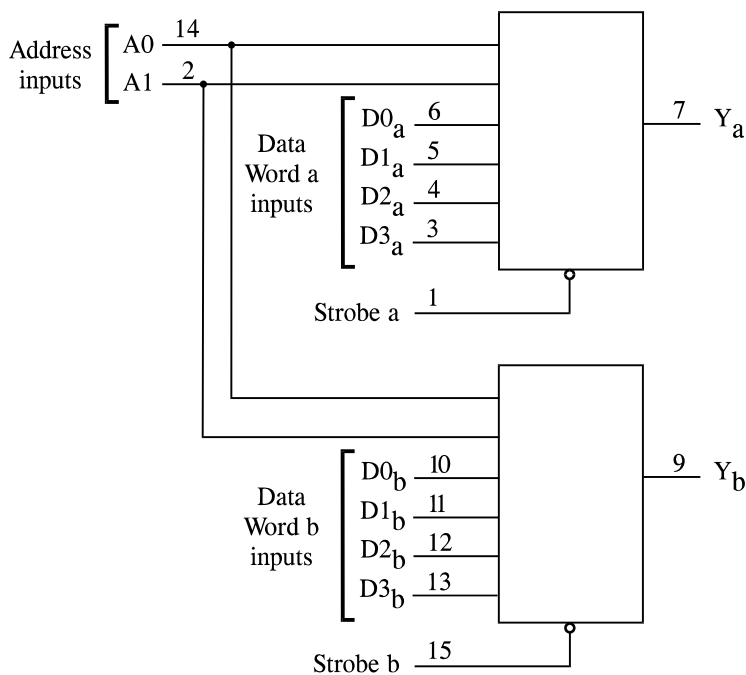 Address
inputs
A0 14
A1 2
Data
Word a
inputs
D0a 6
D1a 5
D2a 4
D3a 3
7 Ya
Strobe a 1
Data
Word b
inputs
D0b 10
D1b 11
D2b 12
D3b 13
9 Yb
Strobe b 15